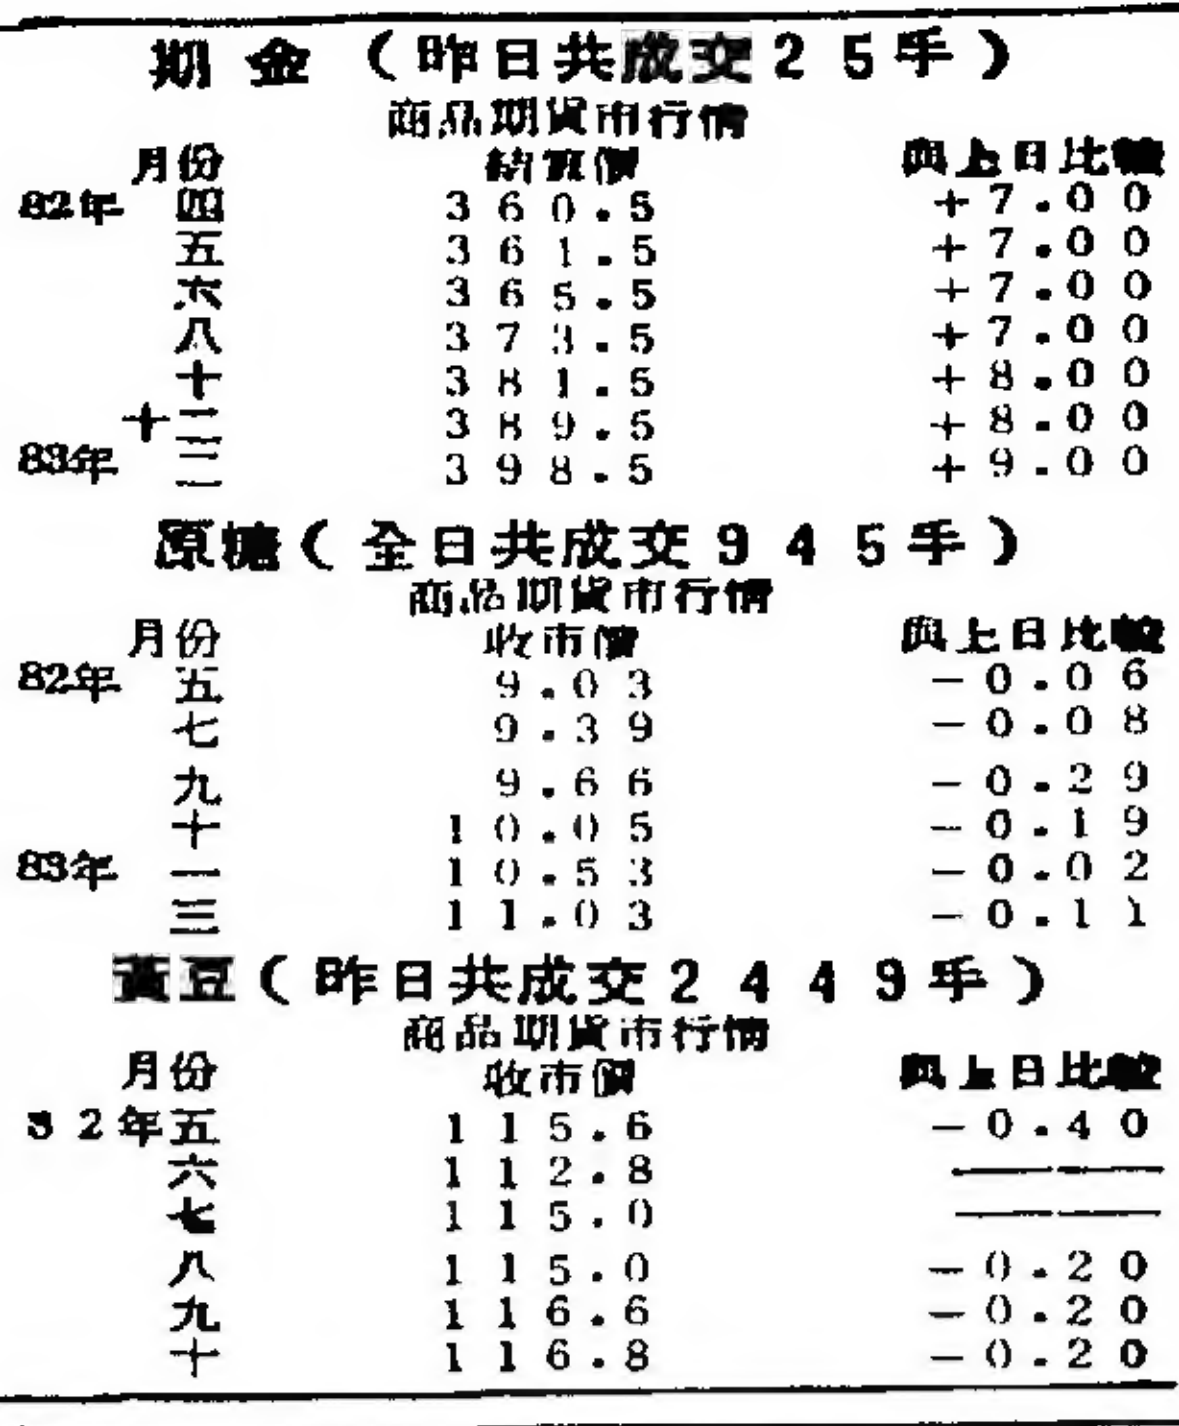 期金（昨日共成交25手）
商品期貨市行情
月份 結算價 與上日比較
82年 四 360.5 +7.00
五 361.5 +7.00
六 365.5 +7.00
八 373.5 +7.00
十 381.5 +8.00
十二 389.5 +8.00
83年 二 398.5 +9.00
原糖（全日共成交945手）
商品期貨市行情
月份 收市價 與上日比較
82年 五 9.03 －0.06
七 9.39 －0.08
九 9.66 －0.29
十 10.05 －0.19
83年 一 10.53 －0.02
三 11.03 －0.11
黃豆（昨日共成交2449手）
商品期貨市行情
月份 收市價 與上日比較
82年五 115.6 －0.40
六 112.8 ———
七 115.0 ———
八 115.0 －0.20
九 116.6 －0.20
十 116.8 －0.20